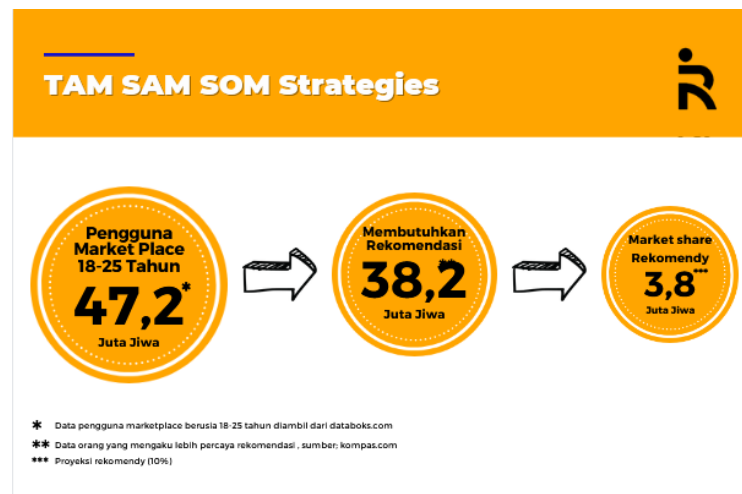 TAM SAM SOM Strategies
Pengguna
Market Place
18-25 Tahun
47,2*
Juta Jiwa
Membutuhkan
Rekomendasi
38,2**
Juta Jiwa
Market share
Rekomendy
3,8***
Juta Jiwa
* Data pengguna marketplace berusia 18-25 tahun diambil dari databoks.com
** Data orang yang mengaku lebih percaya rekomendasi , sumber; kompas.com
*** Proyeksi rekomendy (10%)